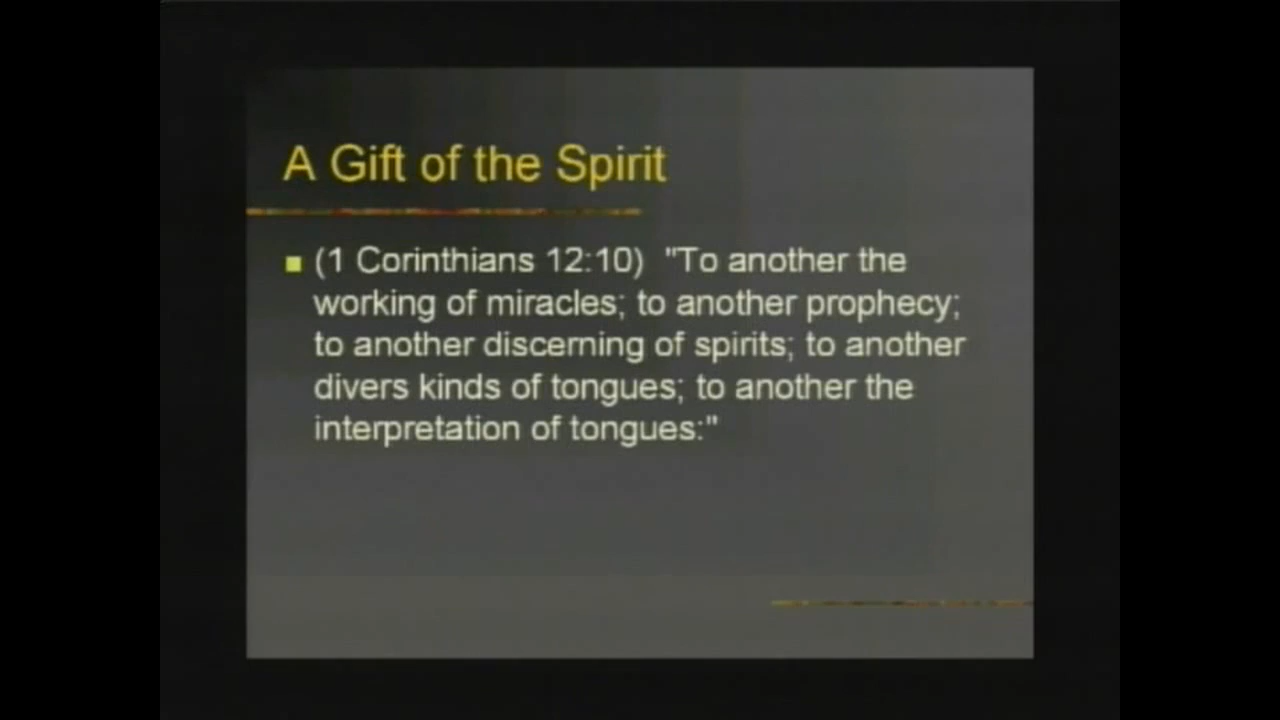 A Gift of the Spirit
(1 Corinthians 12:10) "To another the
working of miracles; to another prophecy;
to another discerning of spirits; to another
divers kinds of tongues; to another the
interpretation of tongues:"